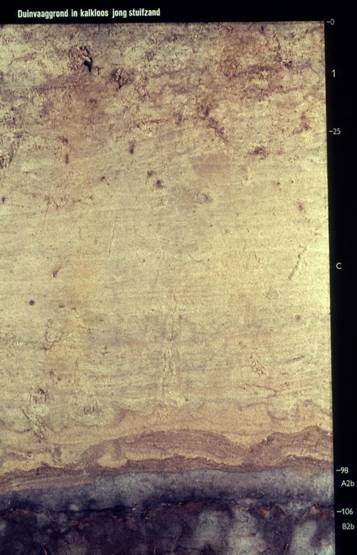 Duinvaaggrond in kalkloos jong stuifzand
-0
1
-25
C
-98
A2b
-106
B2b